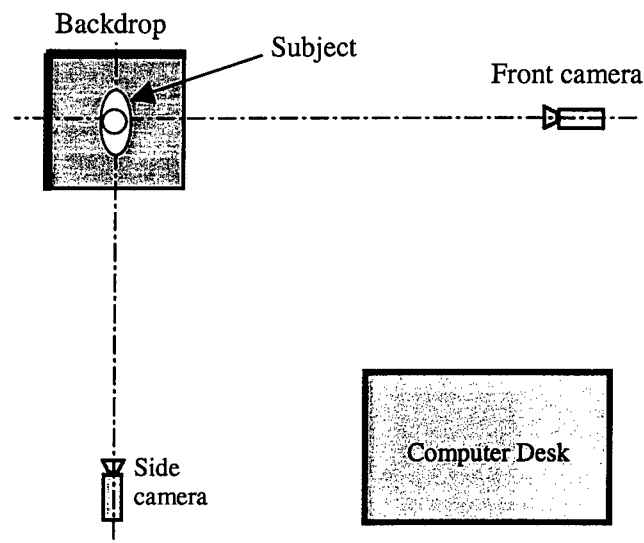 Backdrop
Subject
Front camera
Computer Desk
Side
camera